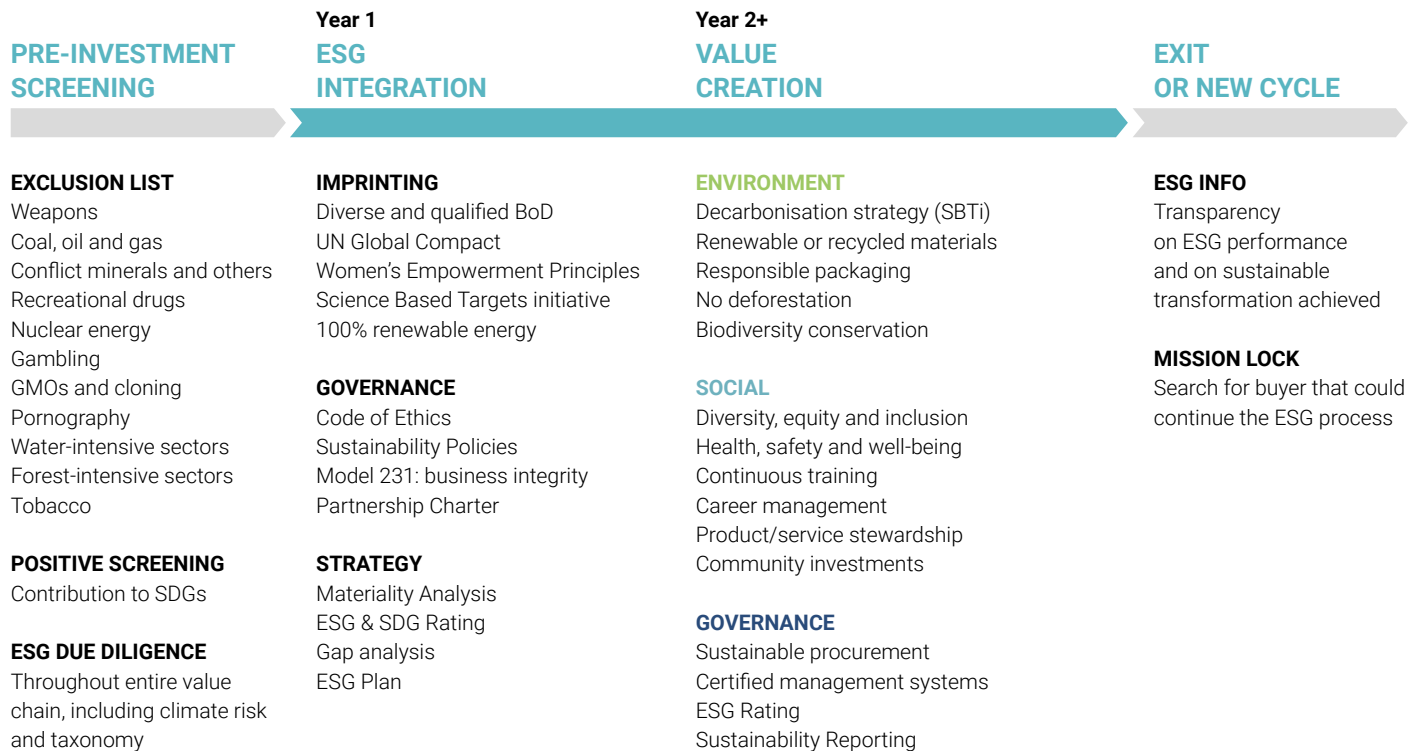 PRE-INVESTMENT
SCREENING
EXCLUSION LIST
Weapons
Coal, oil and gas
Conflict minerals and others
Recreational drugs
Nuclear energy
Gambling
GMOs and cloning
Pornography
Water-intensive sectors
Forest-intensive sectors
Tobacco
POSITIVE SCREENING
Contribution to SDGs
ESG DUE DILIGENCE
Throughout entire value
chain, including climate risk
and taxonomy
Year 1
ESG
INTEGRATION
IMPRINTING
Diverse and qualified BoD
UN Global Compact
Women's Empowerment Principles
Science Based Targets initiative
100% renewable energy
GOVERNANCE
Code of Ethics
Sustainability Policies
Model 231: business integrity
Partnership Charter
STRATEGY
Materiality Analysis
ESG & SDG Rating
Gap analysis
ESG Plan
Year 2+
VALUE
CREATION
ENVIRONMENT
Decarbonisation strategy (SBTi)
Renewable or recycled materials
Responsible packaging
No deforestation
Biodiversity conservation
SOCIAL
Diversity, equity and inclusion
Health, safety and well-being
Continuous training
Career management
Product/service stewardship
Community investments
GOVERNANCE
Sustainable procurement
Certified management systems
ESG Rating
Sustainability Reporting
EXIT
OR NEW CYCLE
ESG INFO
Transparency
on ESG performance
and on sustainable
transformation achieved
MISSION LOCK
Search for buyer that could
continue the ESG process